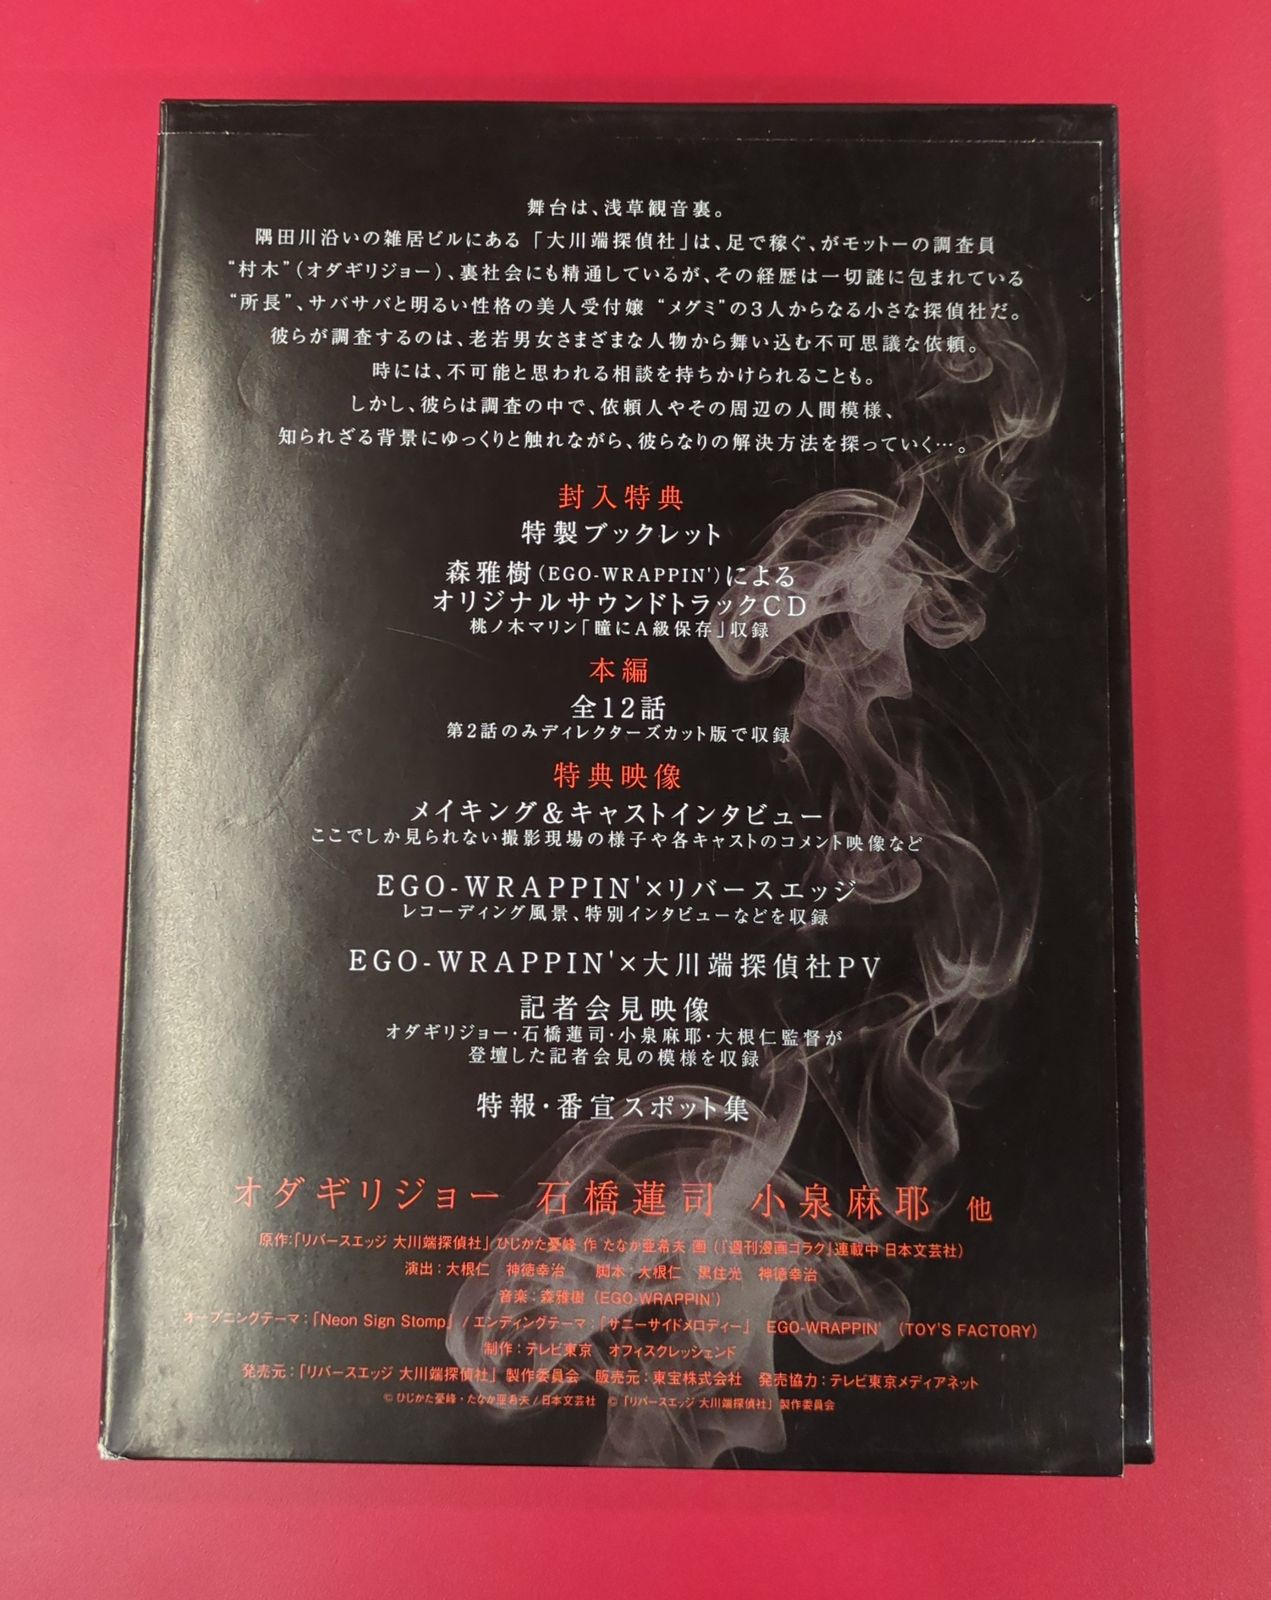 舞台は、浅草観音裏。
隅田川沿いの雑居ビルにある「大川端探偵社」は、足で稼ぐ、がモットーの調査員
“村木”(オダギリジョー)、裏社会にも精通しているが、その経歴は一切謎に包まれている
“所長”、サバサバと明るい性格の美人受付嬢 “メグミ”の3人からなる小さな探偵社だ。
彼らが調査するのは、老若男女さまざまな人物から舞い込む不可思議な依頼。
時には、不可能と思われる相談を持ちかけられることも。
しかし、彼らは調査の中で、依頼人やその周辺の人間模様、
知られざる背景にゆっくりと触れながら、彼らなりの解決方法を探っていく…。
封入特典
特製ブックレット
森雅樹(EGO-WRAPPIN')による
オリジナルサウンドトラックCD
桃ノ木マリン「瞳にA級保存」収録
本編
全12話
第2話のみディレクターズカット版で収録
特典映像
メイキング&キャストインタビュー
ここでしか見られない撮影現場の様子や各キャストのコメント映像など
EGO-WRAPPIN'×リバースエッジ
レコーディング風景、特別インタビューなどを収録
EGO-WRAPPIN'×大川端探偵社PV
記者会見映像
オダギリジョー・石橋蓮司・小泉麻耶・大根仁監督が
登壇した記者会見の模様を収録
特報・番宣スポット集
オダギリジョー 石橋蓮司 小泉麻耶 他
原作:「リバースエッジ 大川端探偵社」ひじかた憂峰 作 たなか亜希夫 画 (『週刊漫画ゴラク』連載中 日本文芸社)
演出:大根仁 神徳幸治 脚本:大根仁 黒住光 神徳幸治
音楽:森雅樹 (EGO-WRAPPIN')
オープニングテーマ:「Neon Sign Stomp」/エンディングテーマ:「サニーサイドメロディー」 EGO-WRAPPIN' (TOY'S FACTORY)
制作:テレビ東京 オフィスクレッシェンド
発売元:「リバースエッジ 大川端探偵社」製作委員会 販売元:東宝株式会社 発売協力:テレビ東京メディアネット
© ひじかた憂峰・たなか亜希夫/日本文芸社 ©「リバースエッジ 大川端探偵社」製作委員会